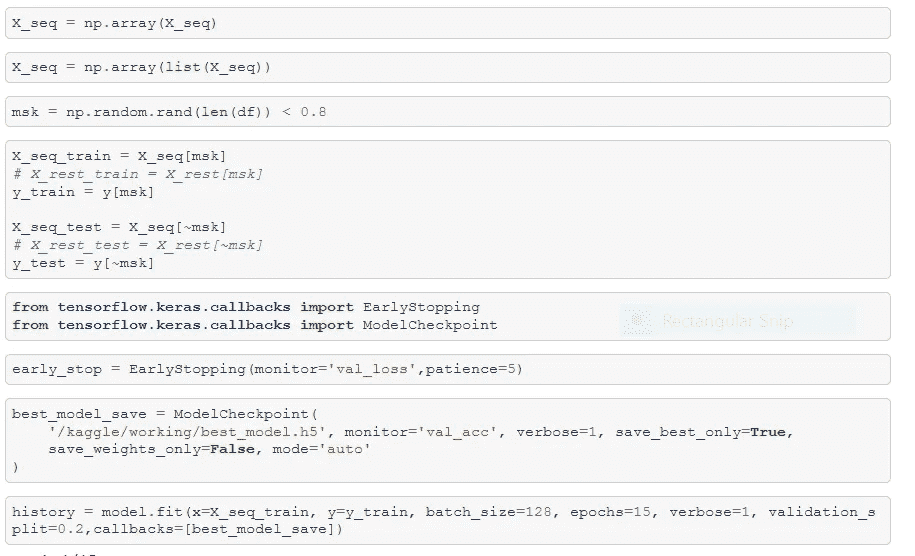 X_seq = np.array(X_seq)
X_seq = np.array(list(X_seq))
msk = np.random.rand(len(df)) < 0.8
X_seq_train = X_seq[msk]
# X_rest_train = X_rest[msk]
y_train = y[msk]
X_seq_test = X_seq[~msk]
# X_rest_test = X_rest[~msk]
y_test = y[~msk]
from tensorflow.keras.callbacks import EarlyStopping
from tensorflow.keras.callbacks import ModelCheckpoint
Rectangular Snip
early_stop = EarlyStopping(monitor='val_loss',patience=5)
best_model_save = ModelCheckpoint(
    '/kaggle/working/best_model.h5', monitor='val_acc', verbose=1, save_best_only=True,
    save_weights_only=False, mode='auto'
)
history = model.fit(x=X_seq_train, y=y_train, batch_size=128, epochs=15, verbose=1, validation_s
plit=0.2,callbacks=[best_model_save])